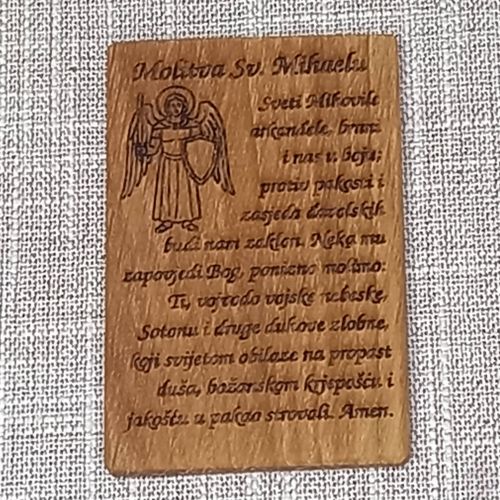 Molitva Sv. Mihaelu
Sveti Mihovile
arkanđele, brani
i nas u boju;
protiv pakosti i
zasjeda đavolskih
budi nam zaklon. Neka mu
zapovjedi Bog, ponizno molimo:
Ti, vojvodo vojske nebeske,
Sotonu i druge duhove zlobne,
koji svijetom obilaze na propast
duša, božanskom krjepošću i
jakošću u pakao strovali. Amen.